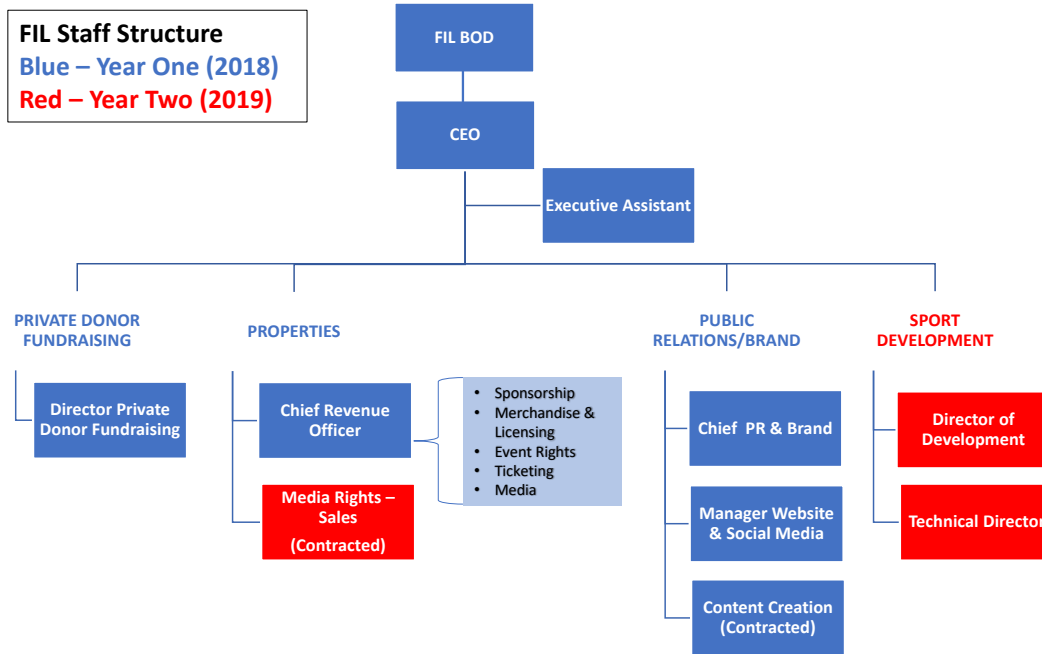 FIL Staff Structure
Blue – Year One (2018)
Red – Year Two (2019)
FIL BOD
CEO
Executive Assistant
PRIVATE DONOR
FUNDRAISING
Director Private
Donor Fundraising
PROPERTIES
Chief Revenue
Officer
• Sponsorship
• Merchandise &
Licensing
• Event Rights
• Ticketing
• Media
Media Rights –
Sales
(Contracted)
PUBLIC
RELATIONS/BRAND
Chief PR & Brand
Manager Website
& Social Media
Content Creation
(Contracted)
SPORT
DEVELOPMENT
Director of
Development
Technical Director